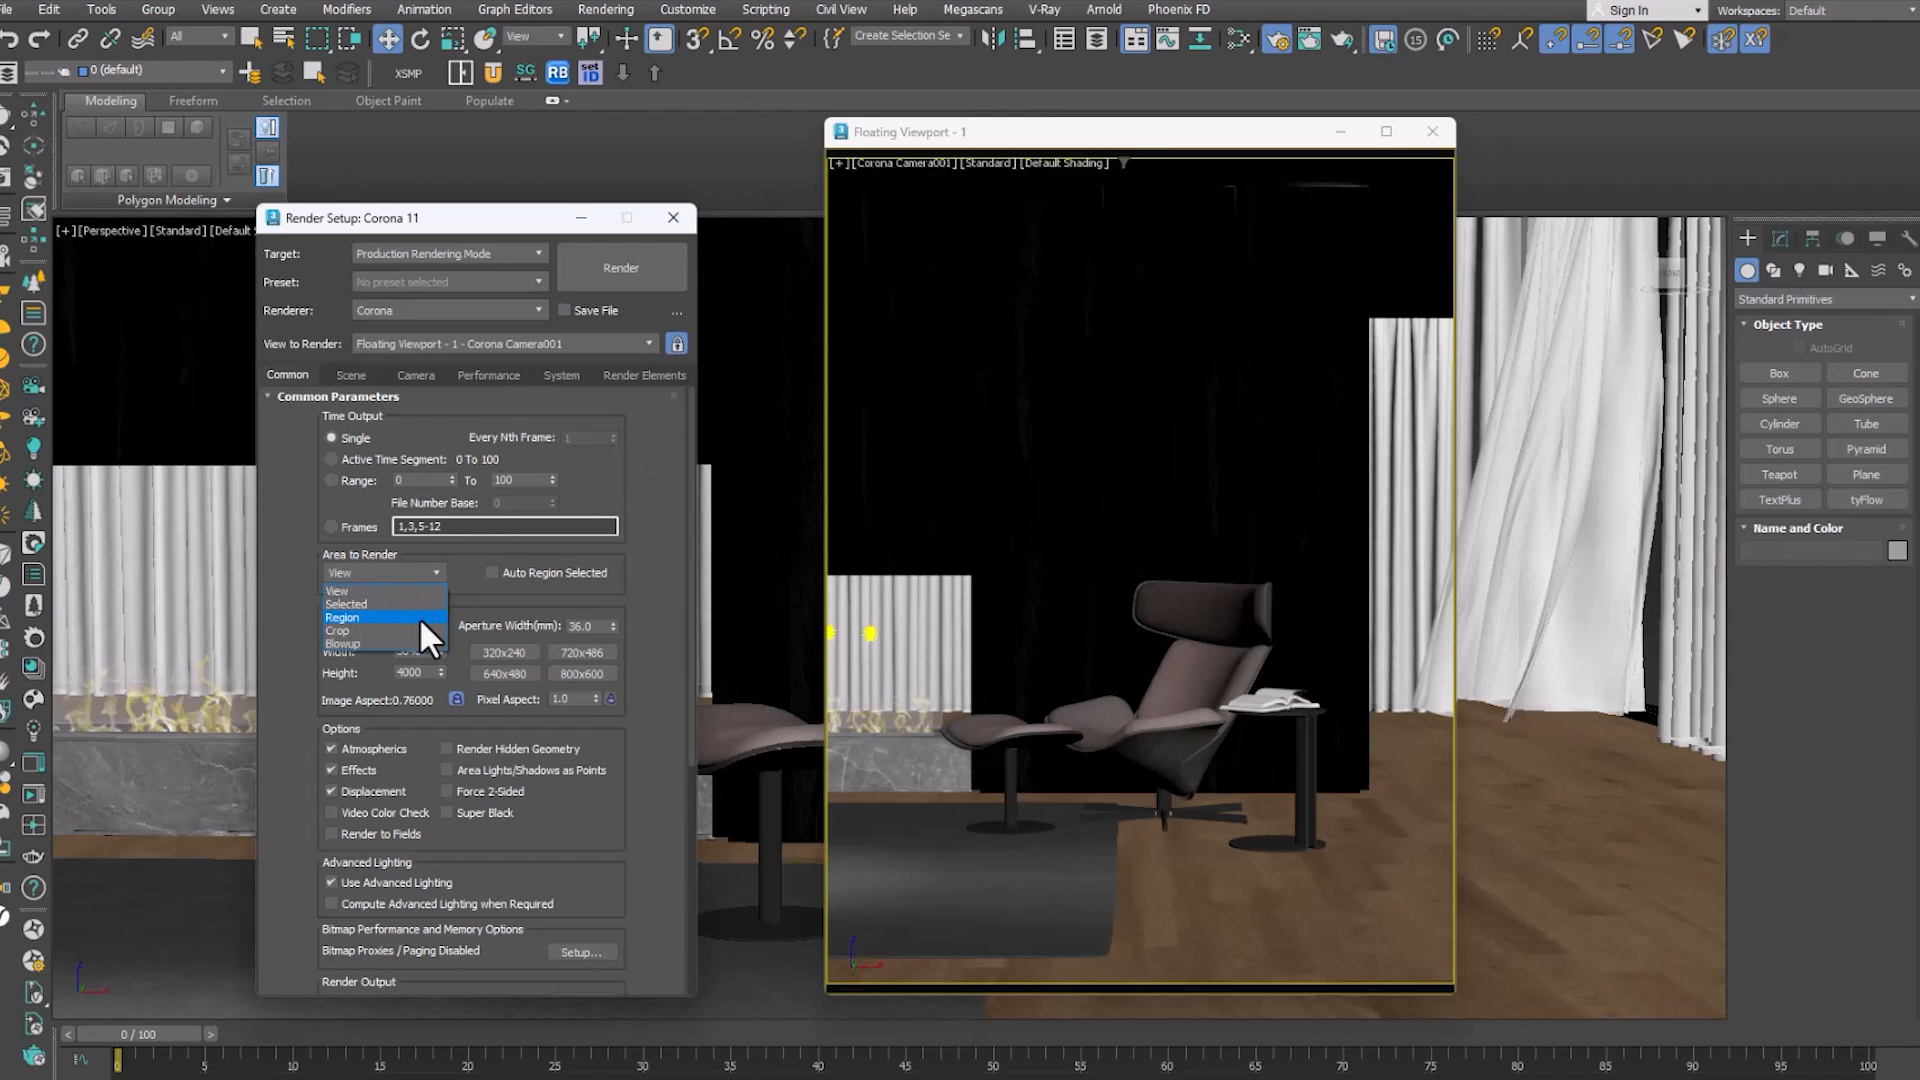 File Edit Tools Group Views Create Modifiers Animation Graph Editors Rendering Customize Scripting Civil View Help Megascans V-Ray Arnold Phoenix FD Sign In Workspaces: Default
All View Create Selection Se 15 XY
0 (default) XSMP SG RB set ID
Modeling Freeform Selection Object Paint Populate
Polygon Modeling
[+] [Perspective] [Standard] [Default S
Render Setup: Corona 11
Target: Production Rendering Mode Render
Preset: No preset selected
Renderer: Corona Save File ...
View to Render: Floating Viewport - 1 - Corona Camera001
Common Scene Camera Performance System Render Elements
Common Parameters
Time Output
Single Every Nth Frame: 1
Active Time Segment: 0 To 100
Range: 0 To 100
File Number Base: 0
Frames 1,3,5-12
Area to Render
View Auto Region Selected
View
Selected
Region
Crop
Blowup
Aperture Width(mm): 36.0
Width: 320x240 720x486
Height: 4000 640x480 800x600
Image Aspect:0.76000 Pixel Aspect: 1.0
Options
Atmospherics Render Hidden Geometry
Effects Area Lights/Shadows as Points
Displacement Force 2-Sided
Video Color Check Super Black
Render to Fields
Advanced Lighting
Use Advanced Lighting
Compute Advanced Lighting when Required
Bitmap Performance and Memory Options
Bitmap Proxies / Paging Disabled Setup...
Render Output
Floating Viewport - 1
[+] [Corona Camera001] [Standard] [Default Shading]
Standard Primitives
Object Type
AutoGrid
Box Cone
Sphere GeoSphere
Cylinder Tube
Torus Pyramid
Teapot Plane
TextPlus tyFlow
Name and Color
< 0 / 100 >
0 5 10 15 20 25 30 35 40 45 50 55 60 65 70 75 80 85 90 95 100